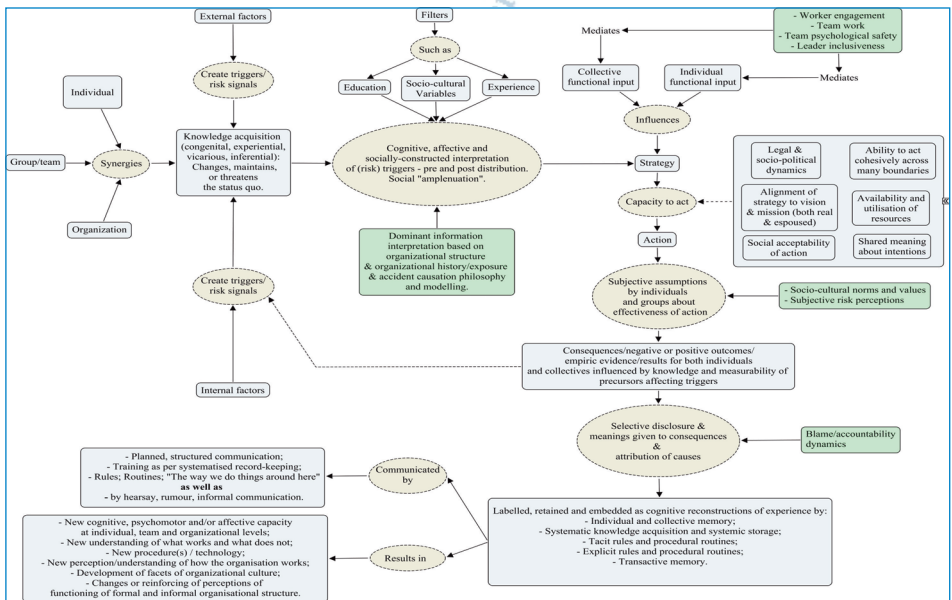 External factors
Filters
- Worker engagement
- Team work
- Team psychological safety
- Leader inclusiveness
Mediates
Such as
Collective
functional input
Individual
functional input
Mediates
Create triggers/
risk signals
Individual
Education
Socio-cultural
Variables
Experience
Influences
Group/team
Synergies
Knowledge acquisition
(congenital, experiential,
vicarious, inferential):
Changes, maintains,
or threatens
the status quo.
Cognitive, affective and
socially-constructed interpretation
of (risk) triggers - pre and post distribution.
Social "amplenuation".
Strategy
Legal &
socio-political
dynamics
Ability to act
cohesively across
many boundaries
Capacity to act
Alignment of
strategy to vision
& mission (both real
& espoused)
Availability and
utilisation of
resources
Organization
Action
Social acceptability
of action
Shared meaning
about intentions
Dominant information
interpretation based on
organizational structure
& organizational history/exposure
& accident causation philosophy
and modelling.
Create triggers/
risk signals
Subjective assumptions
by individuals
and groups about
effectiveness of action
- Socio-cultural norms and values
- Subjective risk perceptions
Consequences/negative or positive outcomes/
empiric evidence/results for both individuals
and collectives influenced by knowledge and measurability of
precursors affecting triggers
Internal factors
Selective disclosure &
meanings given to consequences
&
attribution of causes
Blame/accountability
dynamics
- Planned, structured communication;
- Training as per systematised record-keeping;
- Rules; Routines; "The way we do things around here"
as well as
- by hearsay, rumour, informal communication.
Communicated
by
Labelled, retained and embedded as cognitive reconstructions of experience by:
- Individual and collective memory;
- Systematic knowledge acquisition and systemic storage;
- Tacit rules and procedural routines;
- Explicit rules and procedural routines;
- Transactive memory.
- New cognitive, psychomotor and/or affective capacity
at individual, team and organizational levels;
- New understanding of what works and what does not;
- New procedure(s) / technology;
- New perception/understanding of how the organisation works;
- Development of facets of organizational culture;
- Changes or reinforcing of perceptions of
functioning of formal and informal organisational structure.
Results in